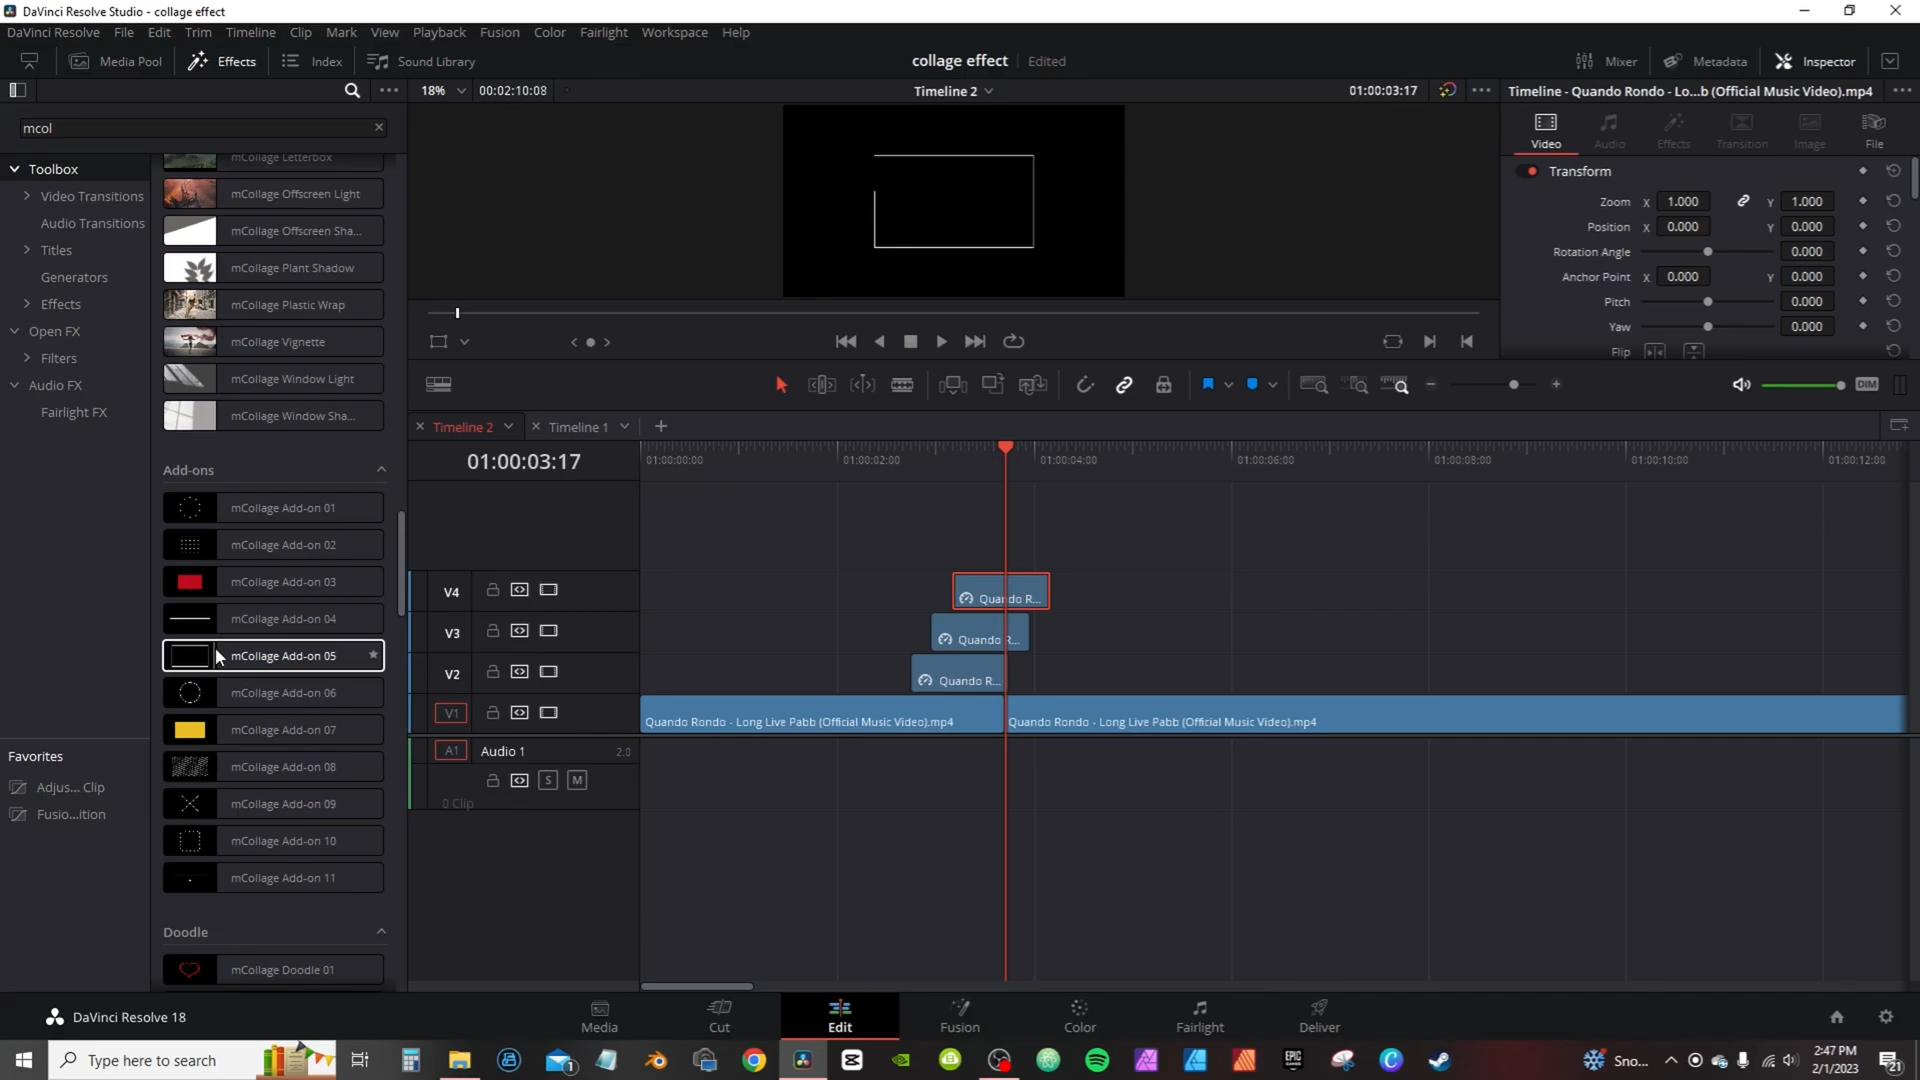 DaVinci Resolve Studio - collage effect
DaVinci Resolve File Edit Trim Timeline Clip Mark View Playback Fusion Color Fairlight Workspace Help
Media Pool Effects Index Sound Library collage effect Edited Mixer Metadata Inspector
18% 00:02:10:08 Timeline 2 01:00:03:17 Timeline - Quando Rondo - Lo...b (Official Music Video).mp4
mcol
Video Audio Effects Transition Image File
Toolbox
Video Transitions
Audio Transitions
Titles
Generators
Effects
Open FX
Filters
Audio FX
Fairlight FX
Favorites
Adjus... Clip
Fusio...ition
mCollage Letterbox
mCollage Offscreen Light
mCollage Offscreen Sha...
mCollage Plant Shadow
mCollage Plastic Wrap
mCollage Vignette
mCollage Window Light
mCollage Window Sha...
Add-ons
mCollage Add-on 01
mCollage Add-on 02
mCollage Add-on 03
mCollage Add-on 04
mCollage Add-on 05
mCollage Add-on 06
mCollage Add-on 07
mCollage Add-on 08
mCollage Add-on 09
mCollage Add-on 10
mCollage Add-on 11
Doodle
mCollage Doodle 01
Transform
Zoom X 1.000 Y 1.000
Position X 0.000 Y 0.000
Rotation Angle 0.000
Anchor Point X 0.000 Y 0.000
Pitch 0.000
Yaw 0.000
Flip
DIM
Timeline 2 Timeline 1
01:00:03:17
01:00:00:00 01:00:02:00 01:00:04:00 01:00:06:00 01:00:08:00 01:00:10:00 01:00:12:00
V4 Quando R...
V3 Quando R...
V2 Quando R...
V1 Quando Rondo - Long Live Pabb (Official Music Video).mp4 Quando Rondo - Long Live Pabb (Official Music Video).mp4
A1 Audio 1 2.0
S M
0 Clip
DaVinci Resolve 18
Media Cut Edit Fusion Color Fairlight Deliver
Type here to search
EPIC GAMES
1
Sno...
2:47 PM
2/1/2023
21